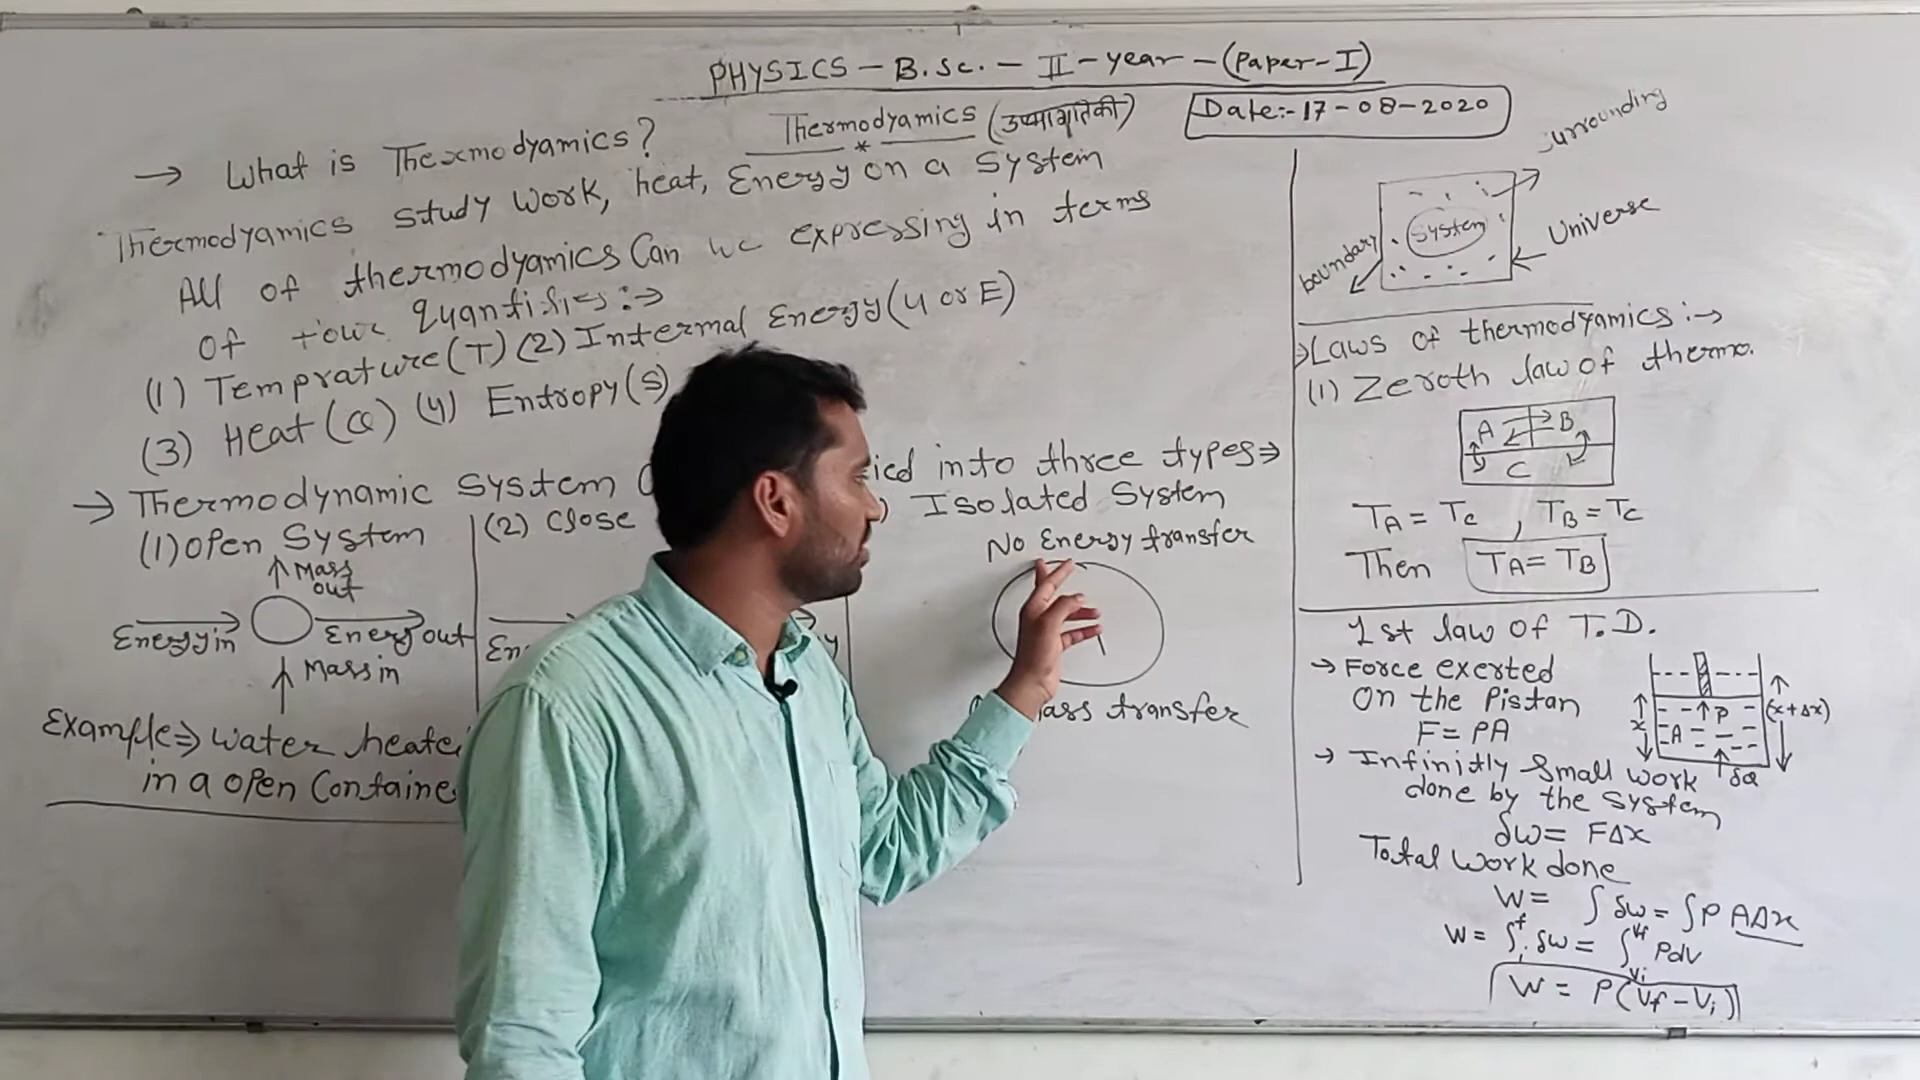 PHYSICS - B.Sc. - II - year - (Paper-I)
Thermodyamics (उष्मागतिकी)
Date:- 17-08-2020
→ What is Thermodyamics?
Thermodyamics study work, heat, Energy on a system
All of thermodyamics Can we expressing in terms
of four quantities :→
(1) Temprature (T) (2) Internal Energy (U or E)
(3) Heat (Q) (4) Entropy (S)
→ Thermodynamic system into three types ⇒
(1) Open System
Mass out
Energy in
Energy out
Mass in
Example ⇒ water heate
in a open Containe
(2) Close
Isolated System
No Energy transfer
transfer
surrounding
System
boundary
Universe
Laws of thermodyamics :→
(1) Zeroth law of thermo.
A B
C
TA = TC , TB = TC
Then TA = TB
1st law of T.D.
→ Force exerted
on the Pistan
F = PA
P
x
(x+Δx)
A
δQ
→ Infinitly Small work
done by the system
δw = FΔx
Total work done
W = ∫ δw = ∫ P AΔx
W = ∫if δw = ∫ViVf PdV
W = P(Vf - Vi)